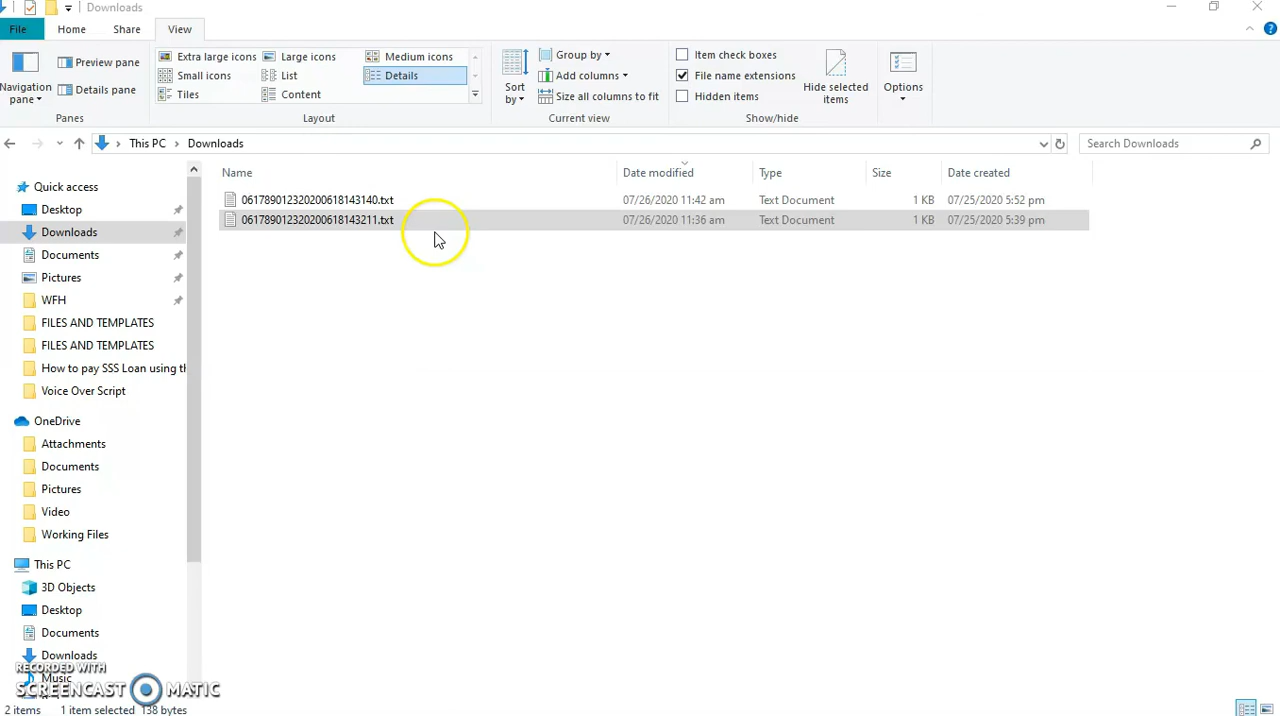 Downloads
File
Home
Share
View
Navigation pane
Preview pane
Details pane
Panes
Extra large icons
Large icons
Medium icons
Small icons
List
Details
Tiles
Content
Layout
Sort by
Group by
Add columns
Size all columns to fit
Current view
Item check boxes
File name extensions
Hidden items
Hide selected items
Show/hide
Options
This PC > Downloads
Search Downloads
Name
Date modified
Type
Size
Date created
061789012320200618143140.txt 07/26/2020 11:42 am Text Document 1 KB 07/25/2020 5:52 pm
061789012320200618143211.txt 07/26/2020 11:36 am Text Document 1 KB 07/25/2020 5:39 pm
Quick access
Desktop
Downloads
Documents
Pictures
WFH
FILES AND TEMPLATES
FILES AND TEMPLATES
How to pay SSS Loan using th
Voice Over Script
OneDrive
Attachments
Documents
Pictures
Video
Working Files
This PC
3D Objects
Desktop
Documents
Downloads
Music
RECORDED WITH
SCREENCAST MATIC
2 items 1 item selected 138 bytes